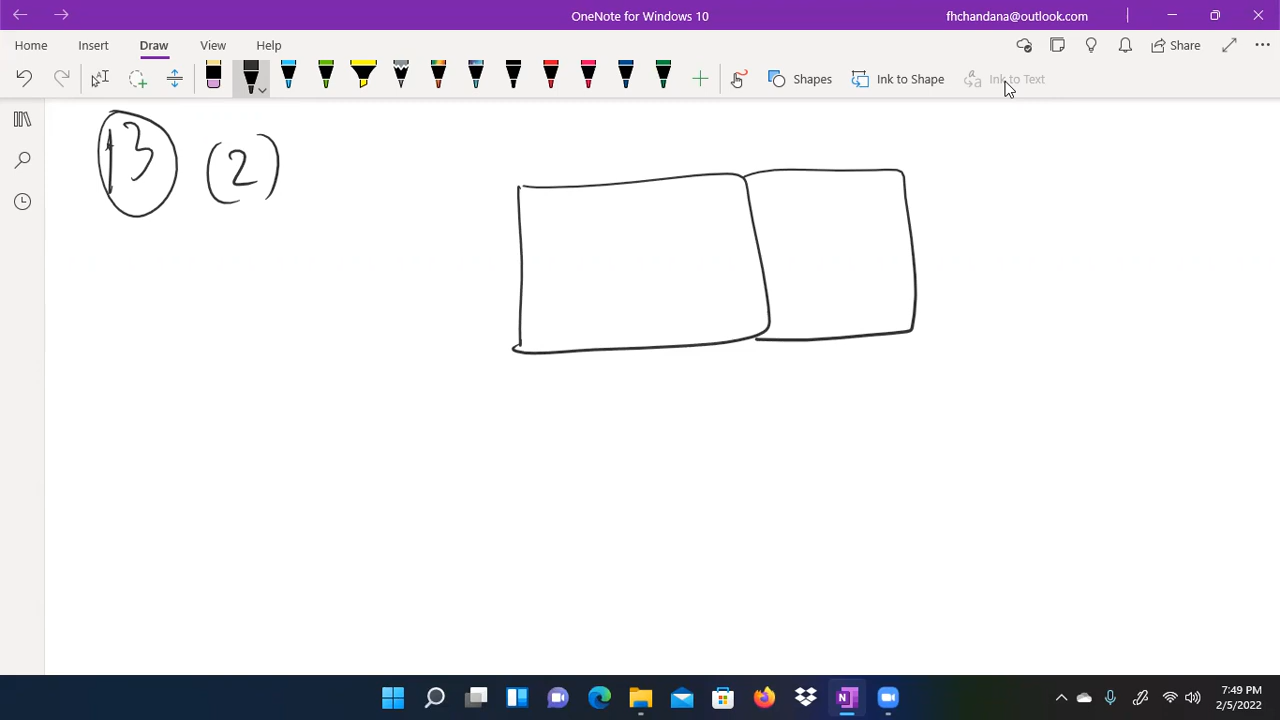 OneNote for Windows 10
fhchandana@outlook.com
Home Insert Draw View Help
Share
Shapes Ink to Shape Ink to Text
13 (2)
7:49 PM
2/5/2022